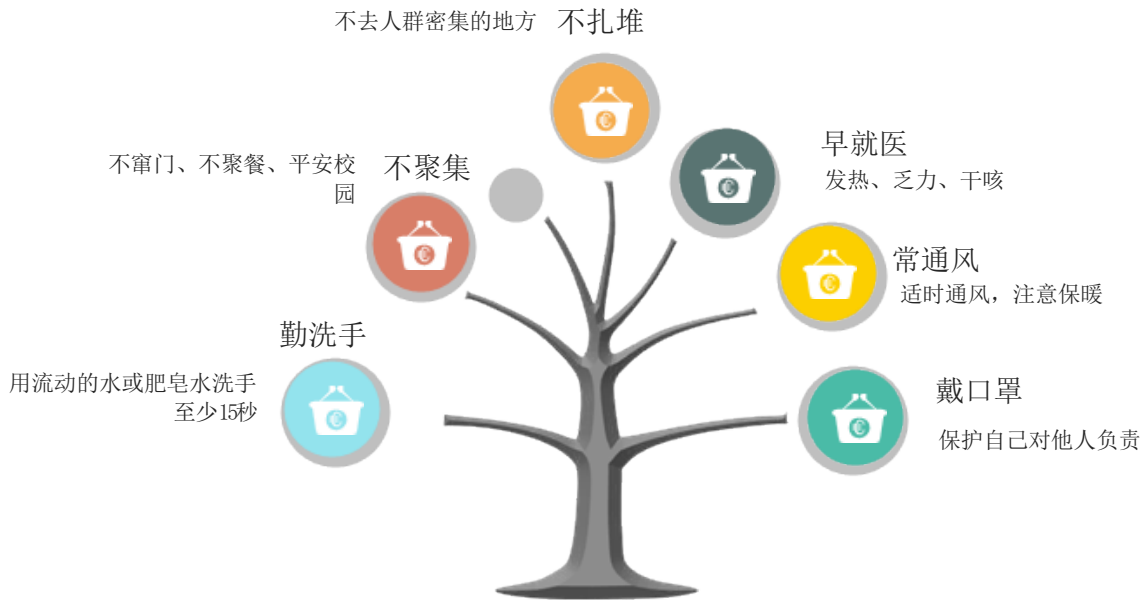 不去人群密集的地方
不扎堆
早就医
发热、乏力、干咳
不聚集
不窜门、不聚餐、平安校
园
常通风
适时通风，注意保暖
勤洗手
用流动的水或肥皂水洗手
至少15秒
戴口罩
保护自己对他人负责